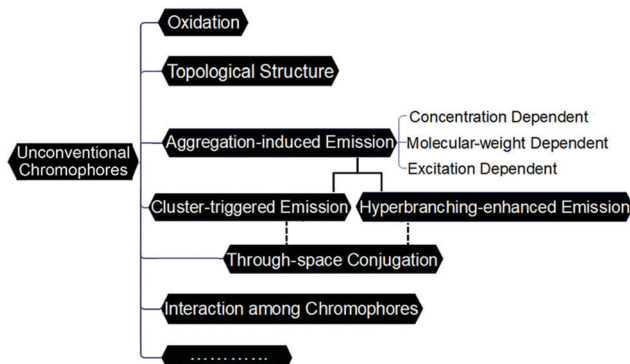 Oxidation
Topological Structure
Concentration Dependent
Aggregation-induced Emission
Molecular-weight Dependent
Excitation Dependent
Unconventional
Chromophores
Cluster-triggered Emission
Hyperbranching-enhanced Emission
Through-space Conjugation
Interaction among Chromophores
…………